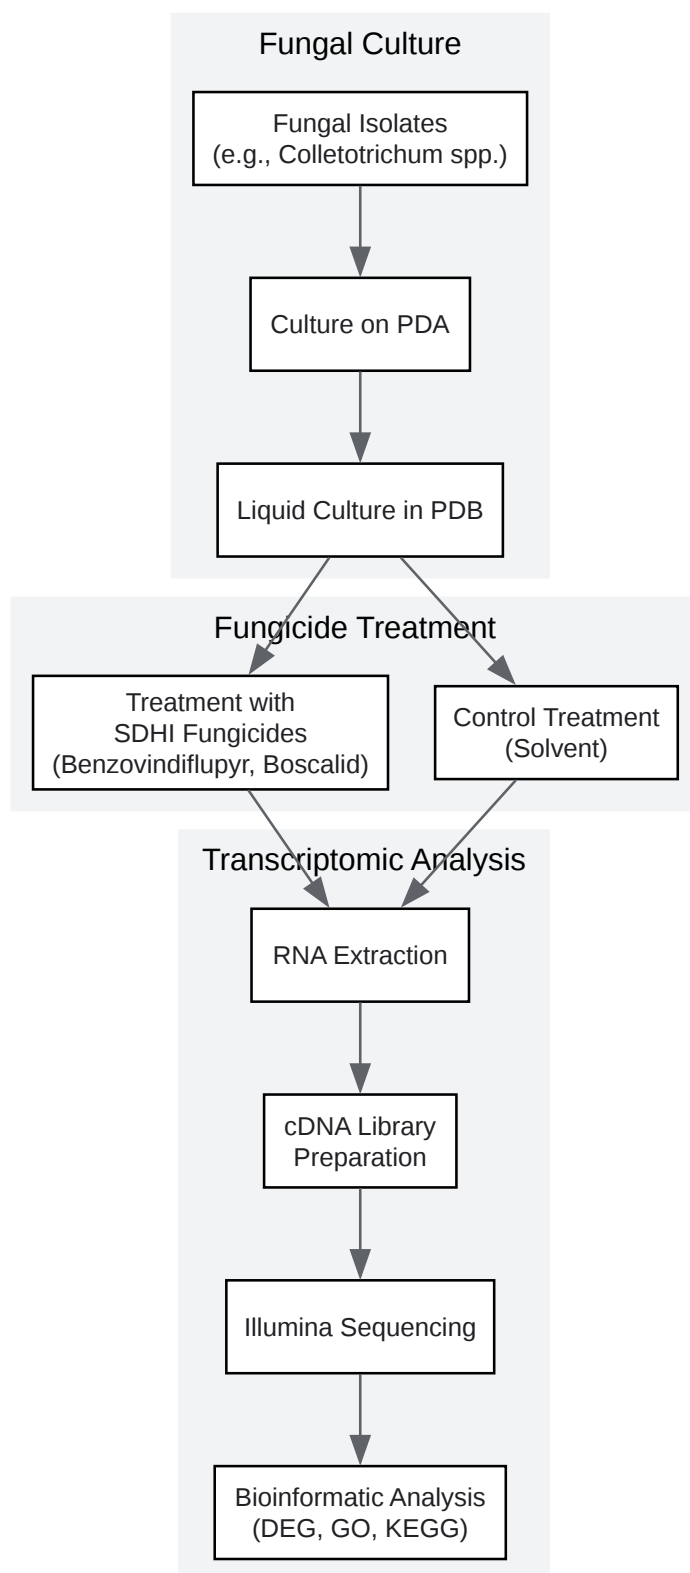 Fungal Culture
Fungal Isolates
(e.g., Colletotrichum spp.)
Culture on PDA
Liquid Culture in PDB
Fungicide Treatment
Treatment with
SDHI Fungicides
(Benzovindiflupyr, Boscalid)
Control Treatment
(Solvent)
Transcriptomic Analysis
RNA Extraction
cDNA Library
Preparation
Illumina Sequencing
Bioinformatic Analysis
(DEG, GO, KEGG)